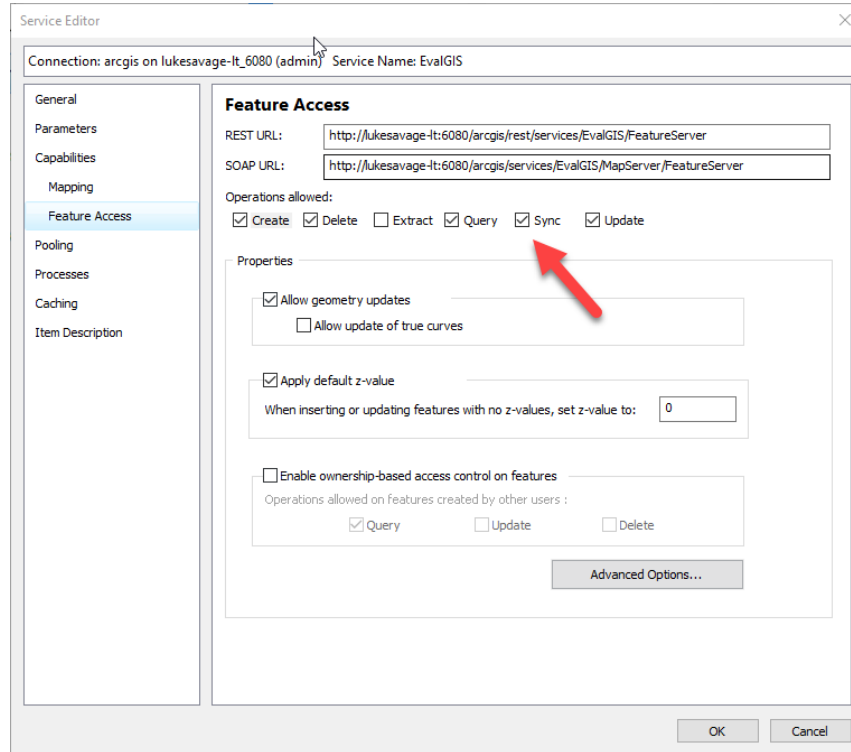 Service Editor
Connection: arcgis on lukesavage-lt_6080 (admin) Service Name: EvalGIS
General
Parameters
Capabilities
Mapping
Feature Access
Pooling
Processes
Caching
Item Description
Feature Access
REST URL: http://lukesavage-lt:6080/arcgis/rest/services/EvalGIS/FeatureServer
SOAP URL: http://lukesavage-lt:6080/arcgis/services/EvalGIS/MapServer/FeatureServer
Operations allowed:
Create Delete Extract Query Sync Update
Properties
Allow geometry updates
Allow update of true curves
Apply default z-value
When inserting or updating features with no z-values, set z-value to: 0
Enable ownership-based access control on features
Operations allowed on features created by other users :
Query Update Delete
Advanced Options...
OK Cancel